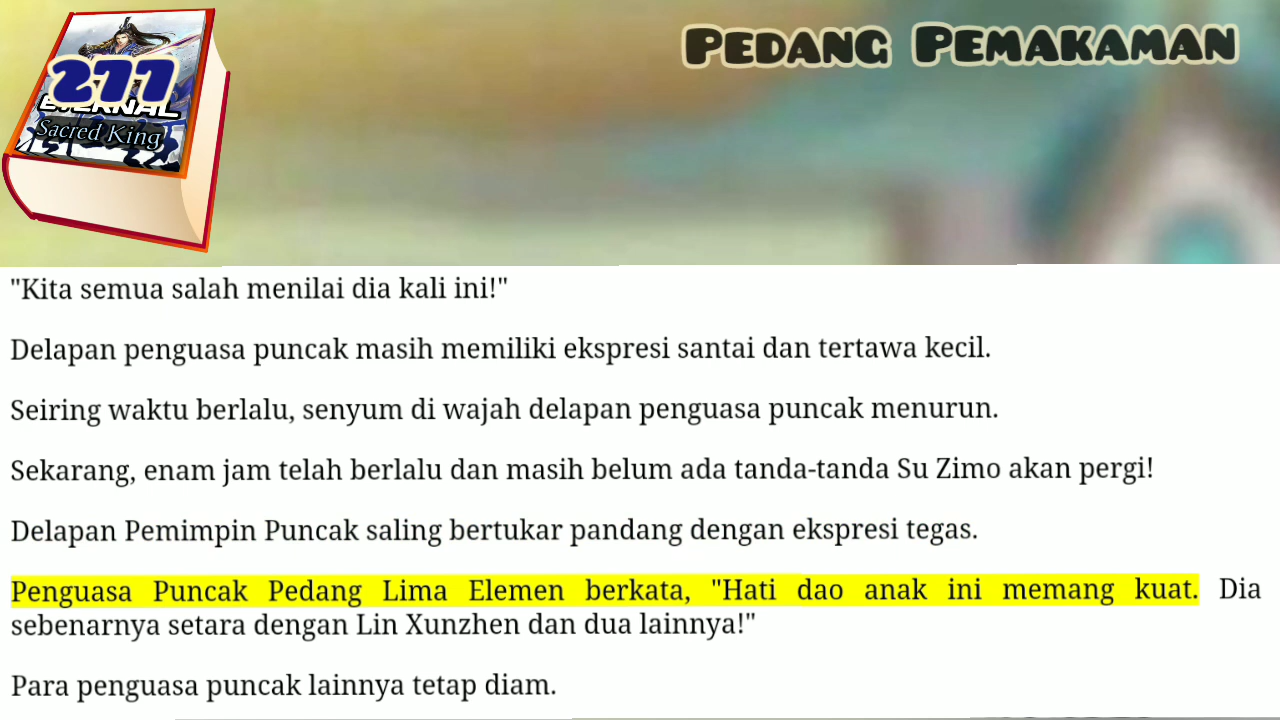 PEDANG PEMAKAMAN
277
ETERNAL
Sacred King
"Kita semua salah menilai dia kali ini!"
Delapan penguasa puncak masih memiliki ekspresi santai dan tertawa kecil.
Seiring waktu berlalu, senyum di wajah delapan penguasa puncak menurun.
Sekarang, enam jam telah berlalu dan masih belum ada tanda-tanda Su Zimo akan pergi!
Delapan Pemimpin Puncak saling bertukar pandang dengan ekspresi tegas.
Penguasa Puncak Pedang Lima Elemen berkata, "Hati dao anak ini memang kuat. Dia
sebenarnya setara dengan Lin Xunzhen dan dua lainnya!"
Para penguasa puncak lainnya tetap diam.